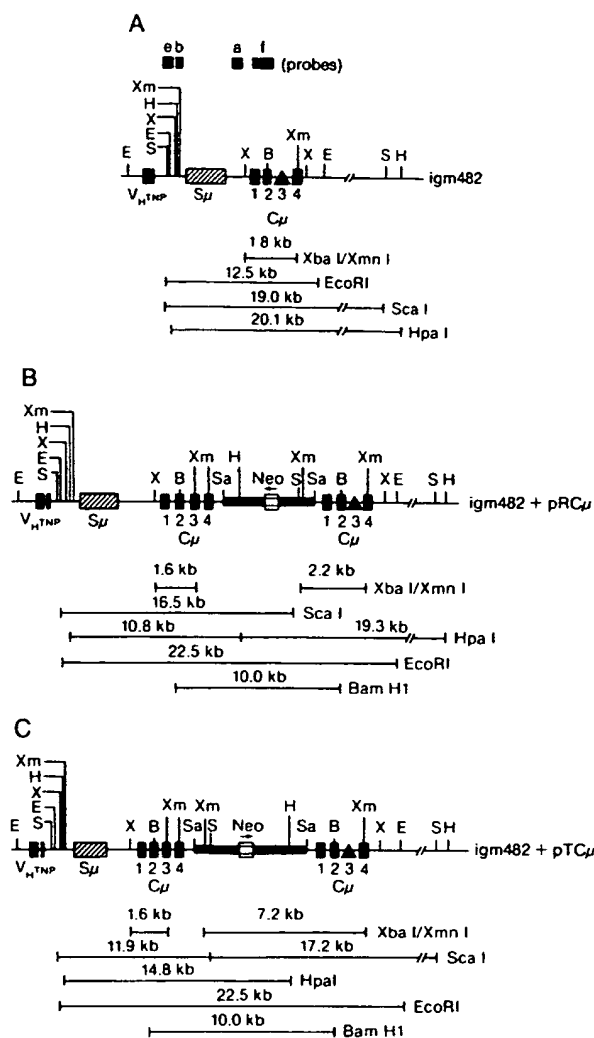 A
e b a f (probes)
Xm
H
X Xm
E
E S X B X E S H
igm482
VHTNP Sμ 1 2 3 4
Cμ
1.8 kb
Xba I/Xmn I
12.5 kb
EcoRI
19.0 kb
Sca I
20.1 kb
Hpa I
B
Xm
H
X Xm H Xm Xm
E
E S X B Sa Neo S Sa B X E S H
igm482 + pRCμ
VHTNP Sμ 1 2 3 4 1 2 3 4
Cμ Cμ
1.6 kb 2.2 kb
Xba I/Xmn I
16.5 kb
Sca I
10.8 kb 19.3 kb
Hpa I
22.5 kb
EcoRI
10.0 kb
Bam H1
C
Xm
H
X Xm Xm H Xm
E
E S X B Sa S Neo Sa B X E S H
igm482 + pTCμ
VHTNP Sμ 1 2 3 4 1 2 3 4
Cμ Cμ
1.6 kb 7.2 kb
Xba I/Xmn I
11.9 kb 17.2 kb
Sca I
14.8 kb
HpaI
22.5 kb
EcoRI
10.0 kb
Bam H1